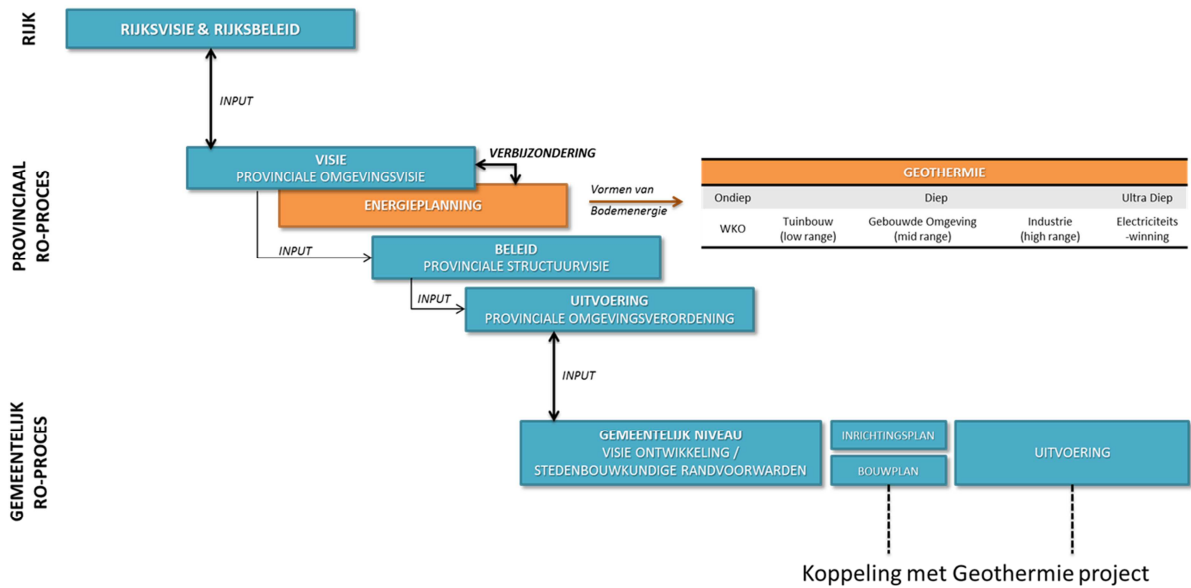 RIJK
RIJKSVISIE & RIJKSBELEID
INPUT
PROVINCIAAL
RO-PROCES
VISIE
PROVINCIALE OMGEVINGSVISIE
VERBIJZONDERING
ENERGIEPLANNING
Vormen van
Bodemenergie
GEOTHERMIE
Ondiep Diep Ultra Diep
WKO Tuinbouw (low range) Gebouwde Omgeving (mid range) Industrie (high range) Electriciteits -winning
INPUT
BELEID
PROVINCIALE STRUCTUURVISIE
INPUT
UITVOERING
PROVINCIALE OMGEVINGSVERORDENING
INPUT
GEMEENTELIJK
RO-PROCES
GEMEENTELIJK NIVEAU
VISIE ONTWIKKELING /
STEDENBOUWKUNDIGE RANDVOORWARDEN
INRICHTINGSPLAN
BOUWPLAN
UITVOERING
Koppeling met Geothermie project